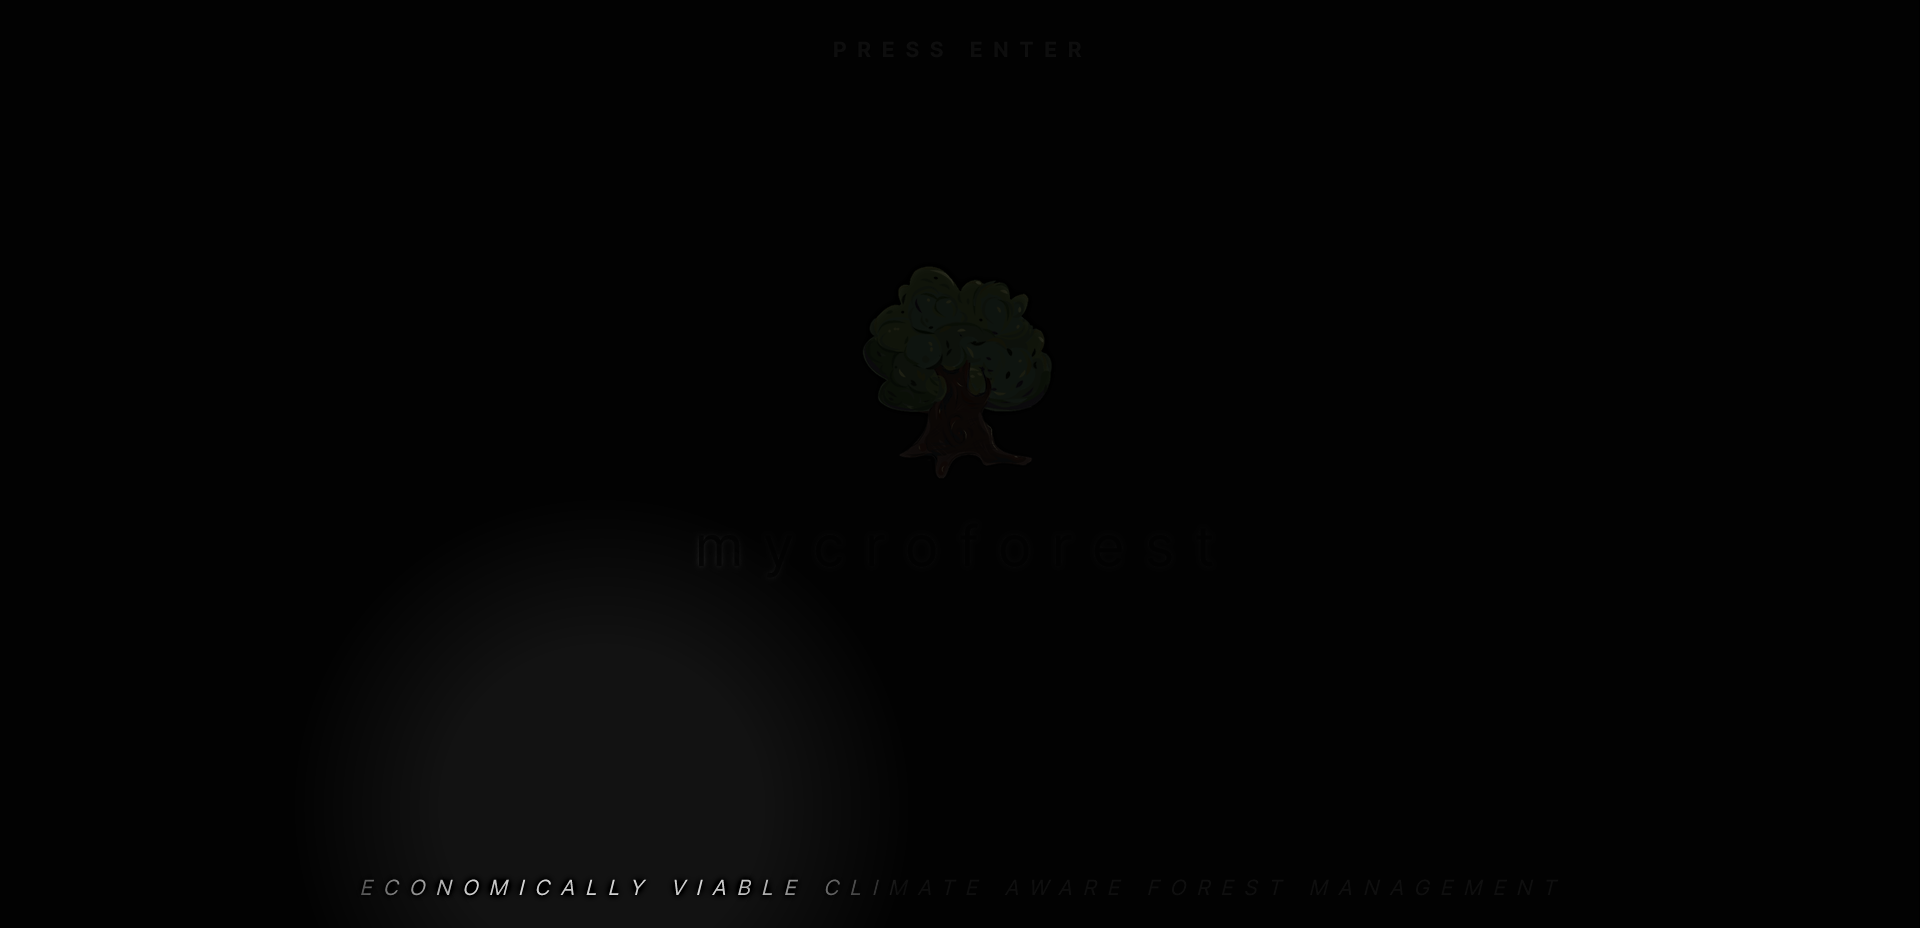 PRESS ENTER
mycroforest
ECONOMICALLY VIABLE CLIMATE AWARE FOREST MANAGEMENT